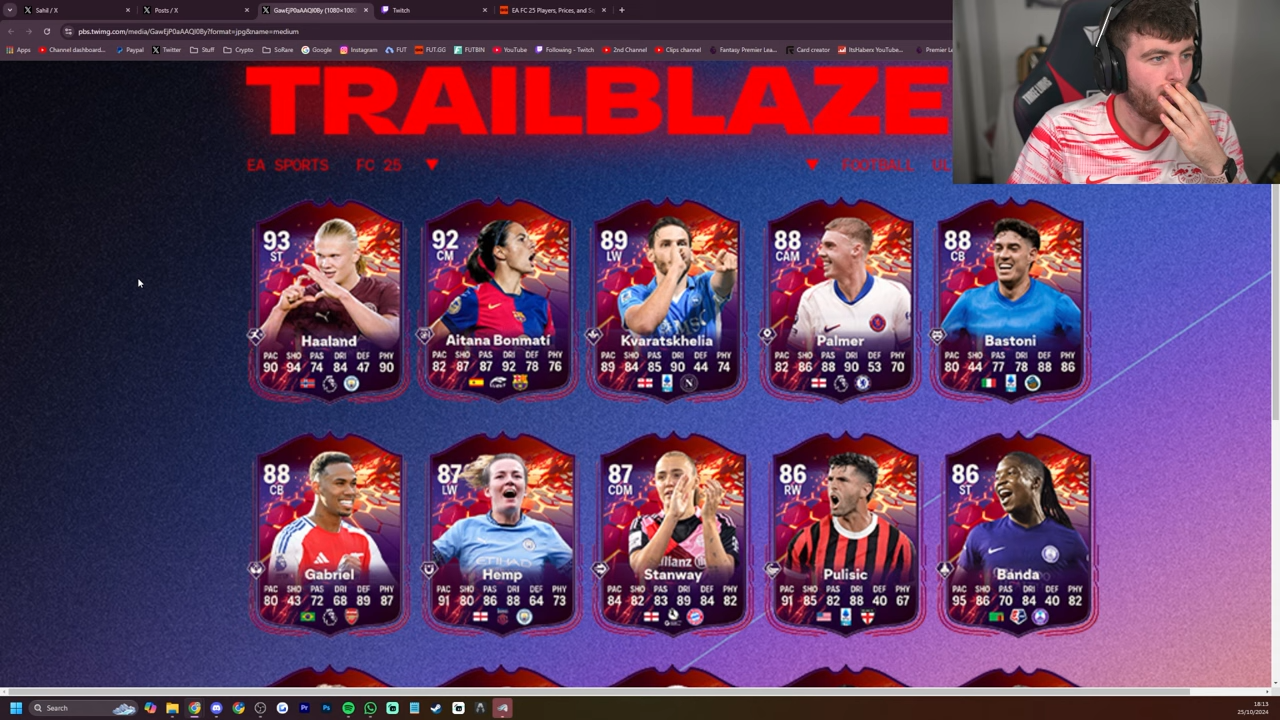 Sahil / X
Posts / X
GawEjP0aAAQI0By (1080×108
Twitch
EA FC 25 Players, Prices, and S
pbs.twimg.com/media/GawEjP0aAAQI0By?format=jpg&name=medium
Apps Channel dashboard... Paypal Twitter Stuff Crypto SoRare Google Instagram FUT FUT.GG FUTBIN YouTube Following - Twitch 2nd Channel Clips channel Fantasy Premier Lea... Card creator ItsHaberx YouTube... Premier
TRAILBLAZE
EA SPORTS FC 25 FOOTBALL UL
93 ST
Haaland
PAC SHO PAS DRI DEF PHY
90 94 74 84 47 90
92 CM
Aitana Bonmatí
PAC SHO PAS DRI DEF PHY
82 87 87 92 78 76
89 LW
Kvaratskhelia
PAC SHO PAS DRI DEF PHY
89 84 85 90 44 74
88 CAM
Palmer
PAC SHO PAS DRI DEF PHY
82 86 88 90 53 70
88 CB
Bastoni
PAC SHO PAS DRI DEF PHY
80 44 77 78 88 86
88 CB
Gabriel
PAC SHO PAS DRI DEF PHY
80 43 72 68 89 87
87 LW
Hemp
PAC SHO PAS DRI DEF PHY
91 80 86 88 64 73
87 CDM
Stanway
PAC SHO PAS DRI DEF PHY
84 82 83 89 84 82
86 RW
Pulisic
PAC SHO PAS DRI DEF PHY
91 85 82 88 40 67
86 ST
Banda
PAC SHO PAS DRI DEF PHY
95 86 70 84 40 82
Search
18:13
25/10/2024